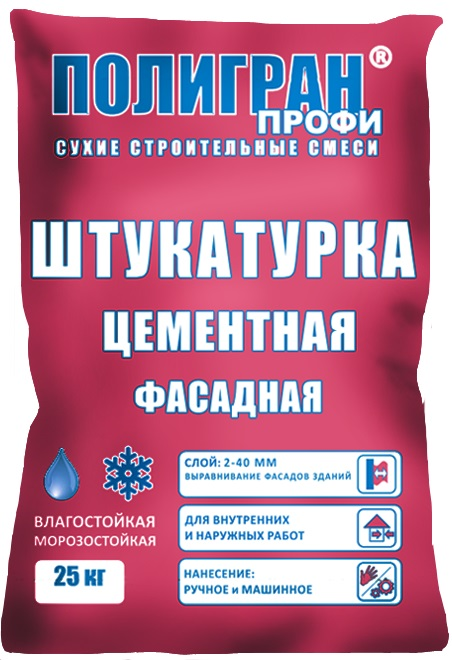 ПОЛИГРАН®
ПРОФИ
СУХИЕ СТРОИТЕЛЬНЫЕ СМЕСИ
ШТУКАТУРКА
ЦЕМЕНТНАЯ
ФАСАДНАЯ
СЛОЙ: 2-40 ММ
ВЫРАВНИВАНИЕ ФАСАДОВ ЗДАНИЙ
ВЛАГОСТОЙКАЯ
МОРОЗОСТОЙКАЯ
ДЛЯ ВНУТРЕННИХ
И НАРУЖНЫХ РАБОТ
25 кг
НАНЕСЕНИЕ:
РУЧНОЕ и МАШИННОЕ